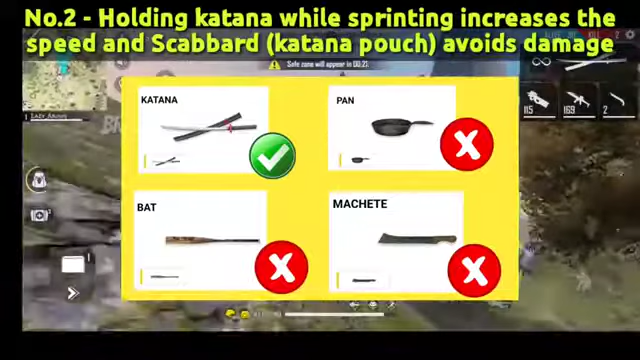 No.2 - Holding katana while sprinting increases the
speed and Scabbard (katana pouch) avoids damage
Safe zone will appear in 00:21
KATANA
PAN
115
169
2
BAT
MACHETE